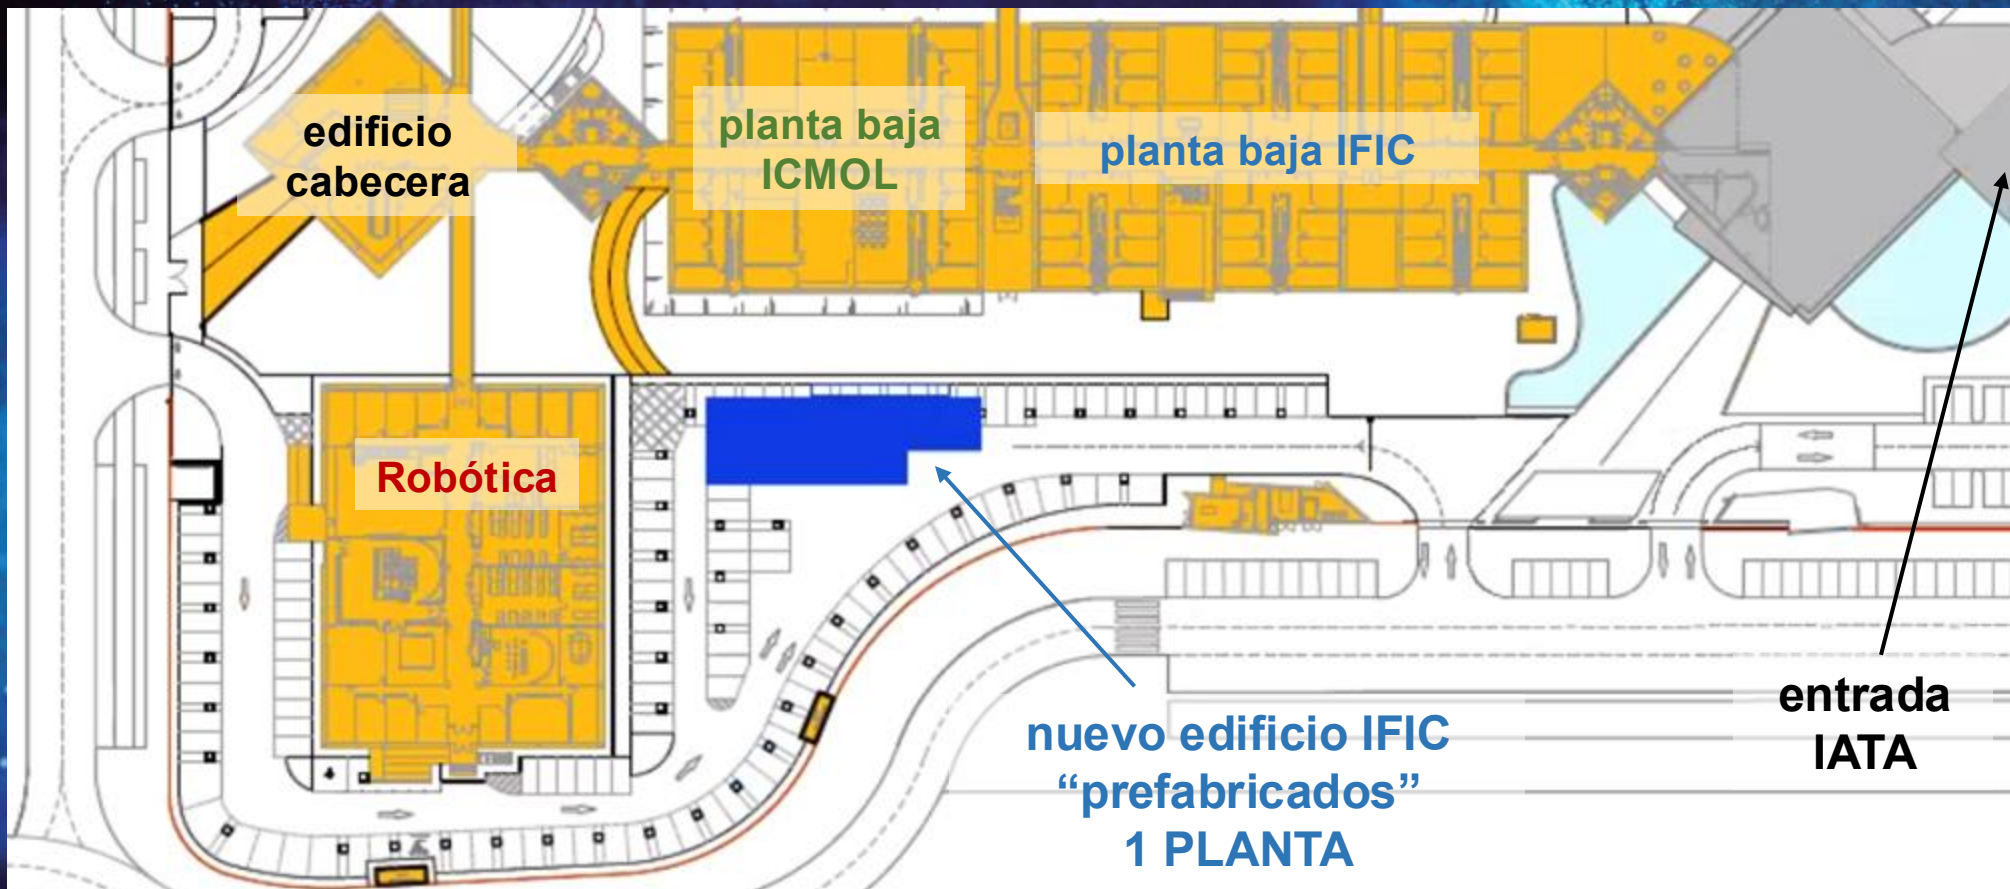 edificio
cabecera
planta baja
ICMOL
planta baja IFIC
Robótica
nuevo edificio IFIC
“prefabricados”
1 PLANTA
entrada
IATA